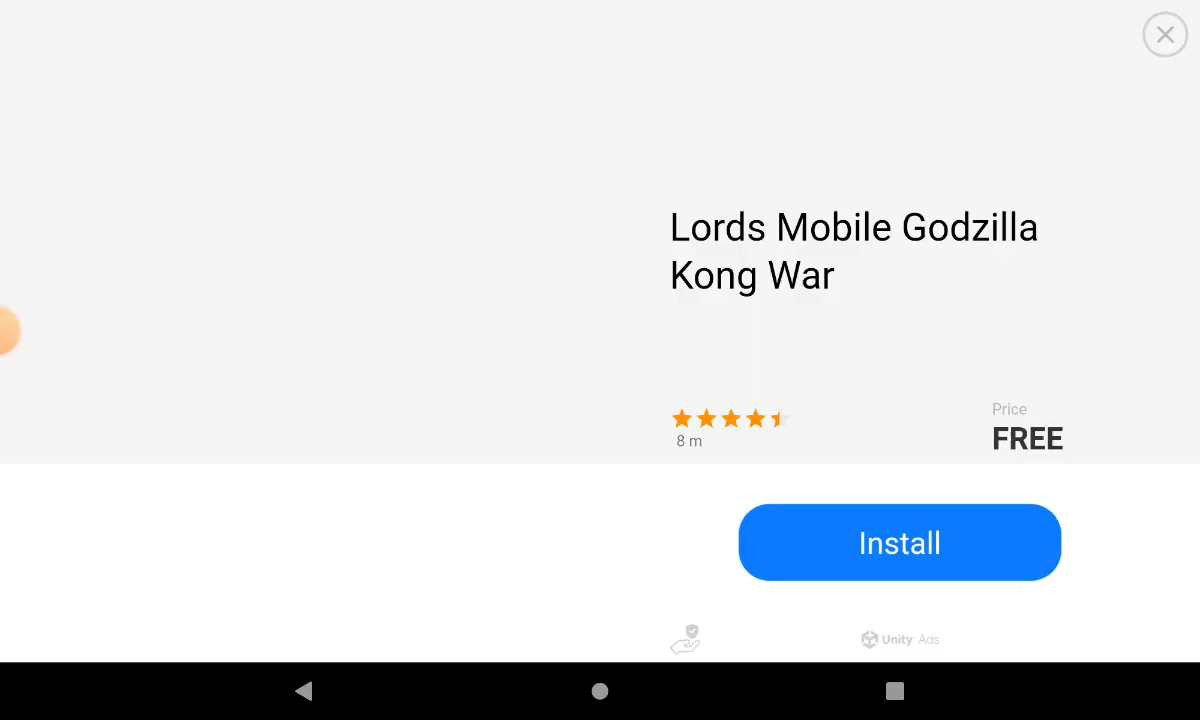 Lords Mobile Godzilla
Kong War
8 m
Price
FREE
Install
Unity Ads